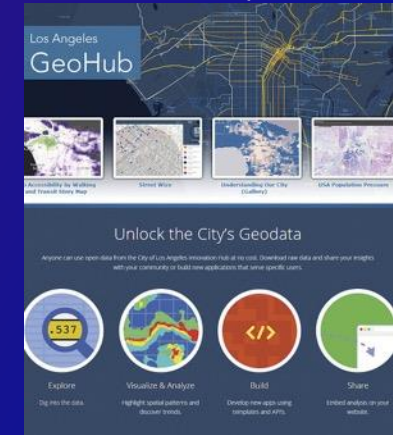 Los Angeles
GeoHub
Accessibility by Walking
and Transit Story Map
Street Wize
Understanding Our City
(Gallery)
USA Population Pressure
Unlock the City's Geodata
Anyone can use open data from the City of Los Angeles innovation Hub at no cost. Download raw data and share your insights
with your community or build new applications that serve specific users.
.537
</>
Explore
Visualize & Analyze
Build
Share
Dig into the data.
Highlight spatial patterns and
discover trends.
Develop new apps using
templates and APIs.
Embed analysis on your
website.